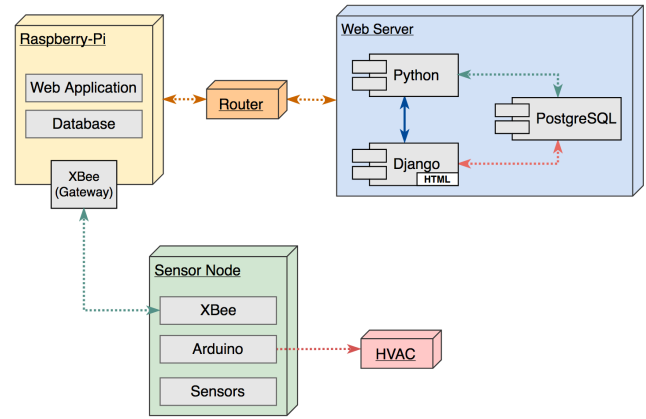 Raspberry-Pi
Web Application
Database
XBee
(Gateway)
Router
Web Server
Python
PostgreSQL
Django
HTML
Sensor Node
XBee
Arduino
Sensors
HVAC